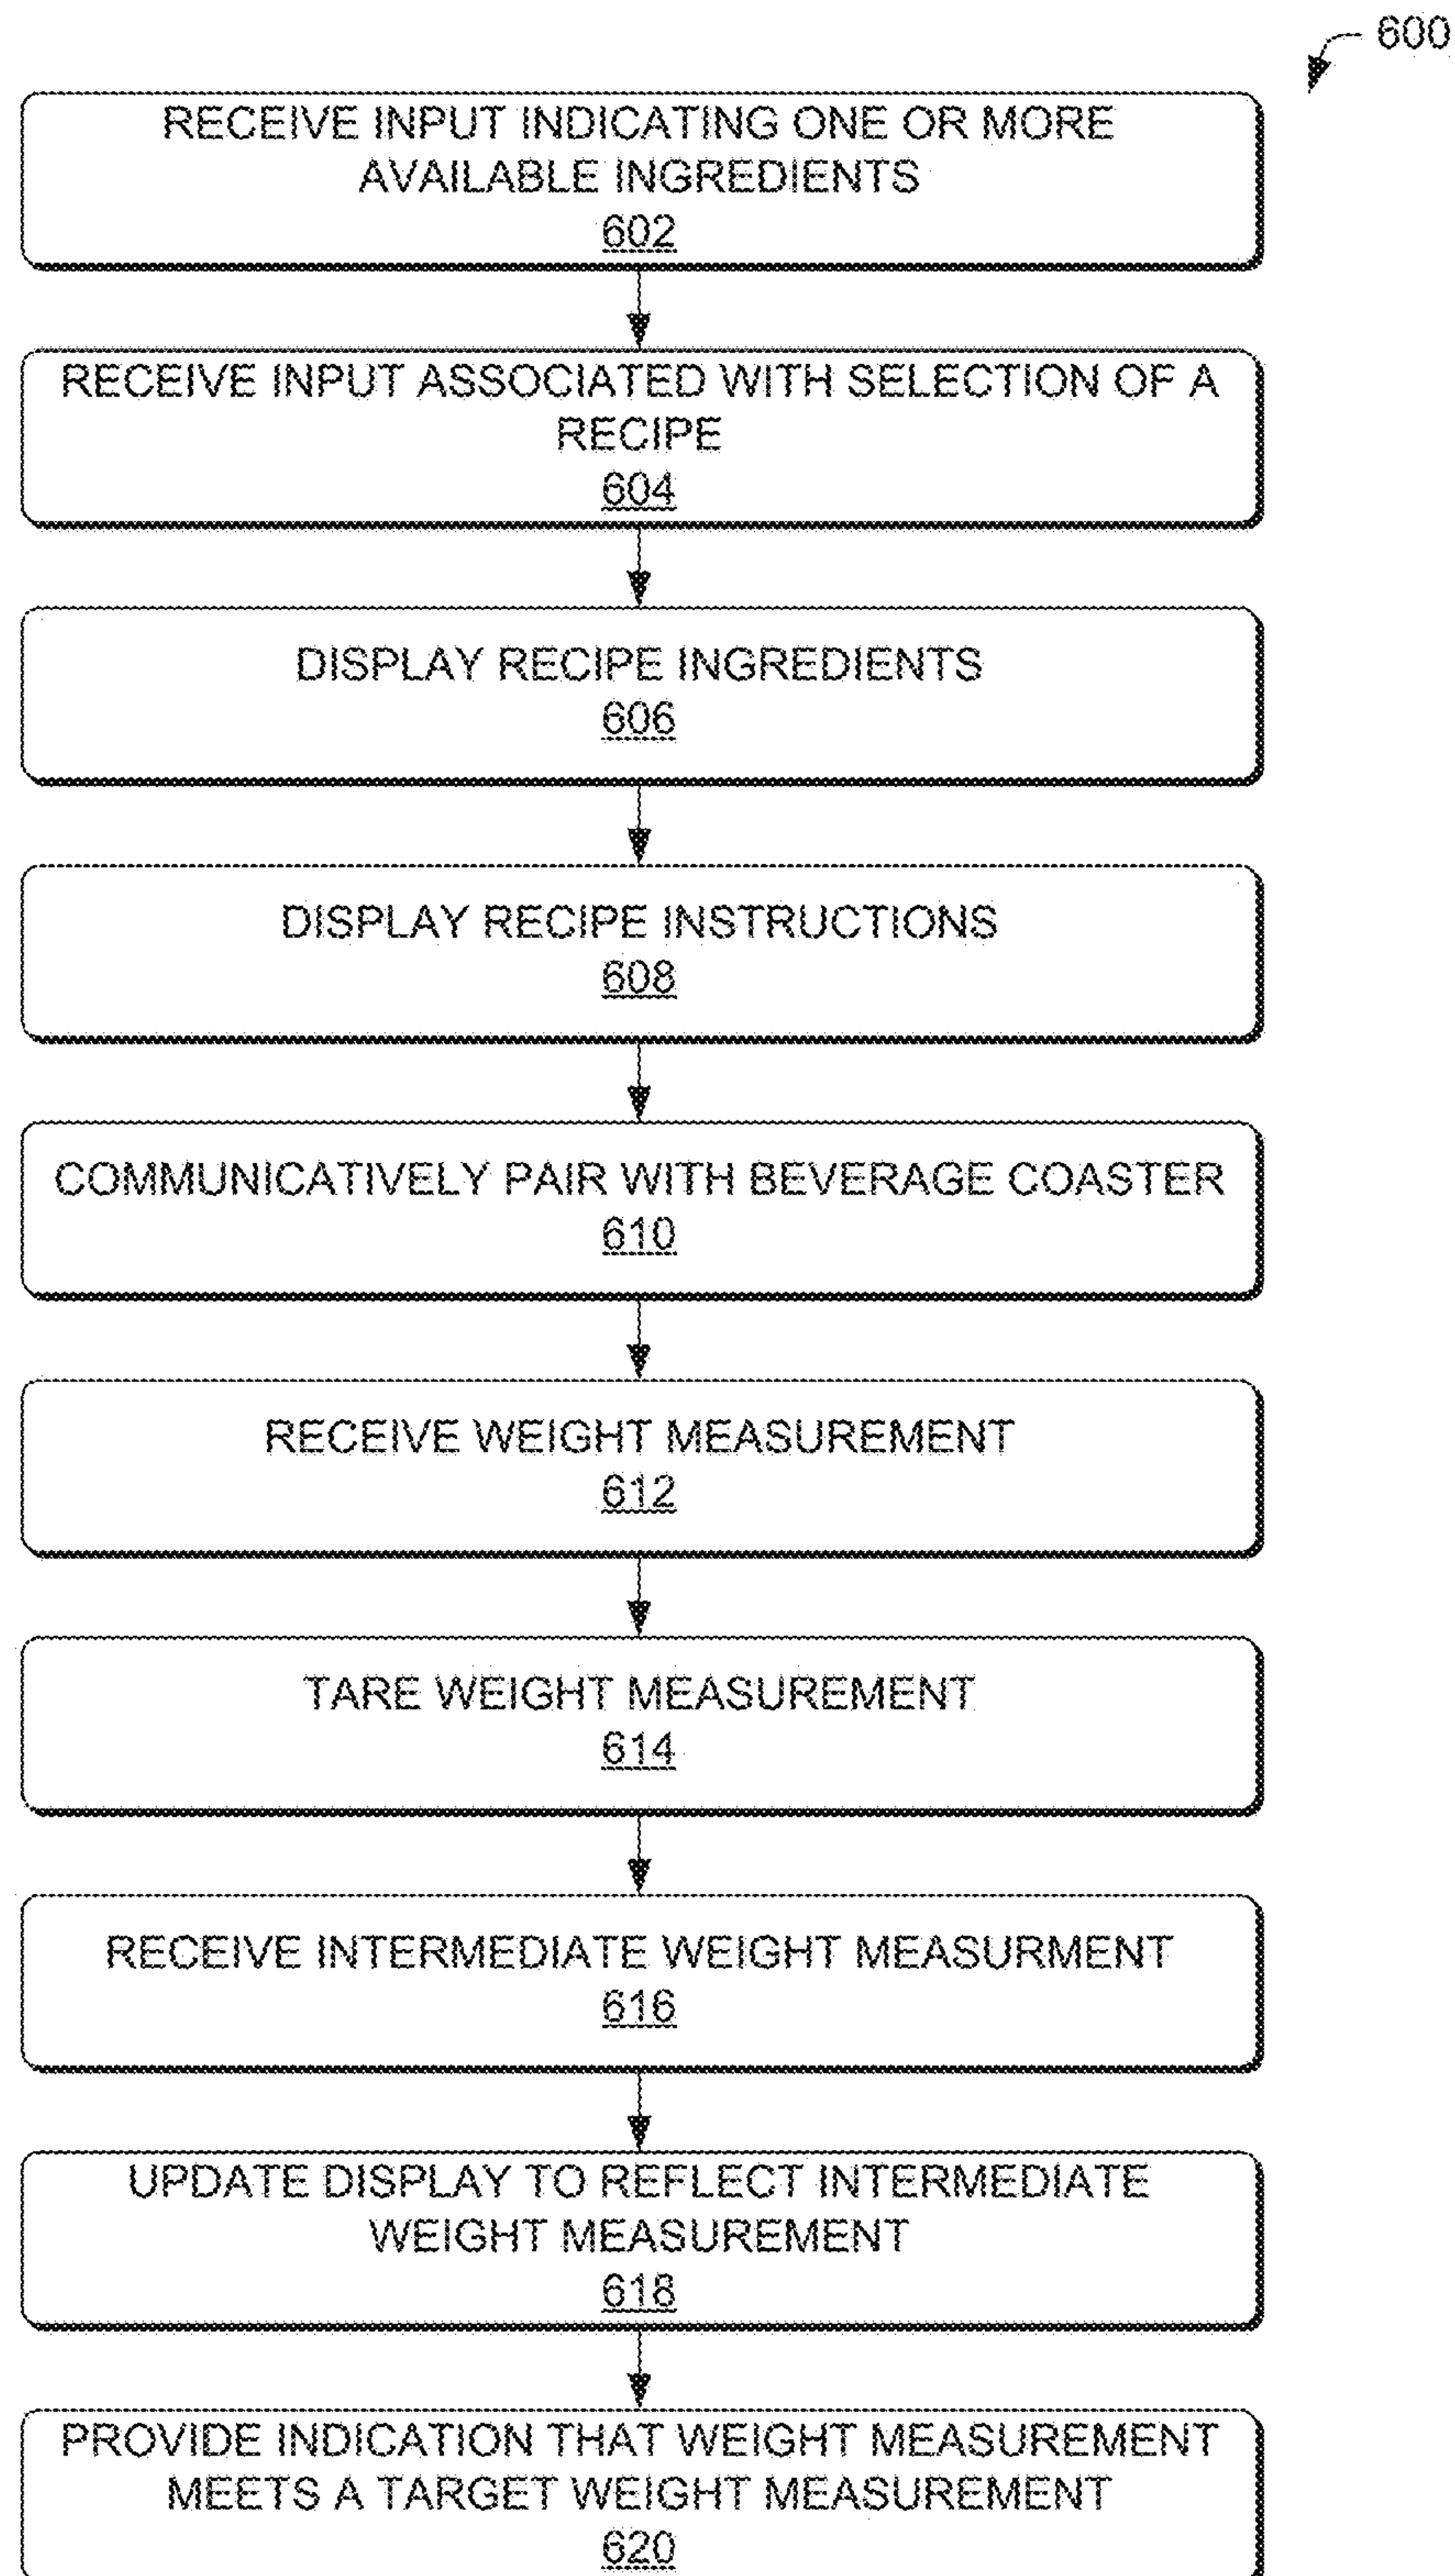 600
RECEIVE INPUT INDICATING ONE OR MORE
AVAILABLE INGREDIENTS
602
RECEIVE INPUT ASSOCIATED WITH SELECTION OF A
RECIPE
604
DISPLAY RECIPE INGREDIENTS
606
DISPLAY RECIPE INSTRUCTIONS
608
COMMUNICATIVELY PAIR WITH BEVERAGE COASTER
610
RECEIVE WEIGHT MEASUREMENT
612
TARE WEIGHT MEASUREMENT
614
RECEIVE INTERMEDIATE WEIGHT MEASURMENT
616
UPDATE DISPLAY TO REFLECT INTERMEDIATE
WEIGHT MEASUREMENT
618
PROVIDE INDICATION THAT WEIGHT MEASUREMENT
MEETS A TARGET WEIGHT MEASUREMENT
620